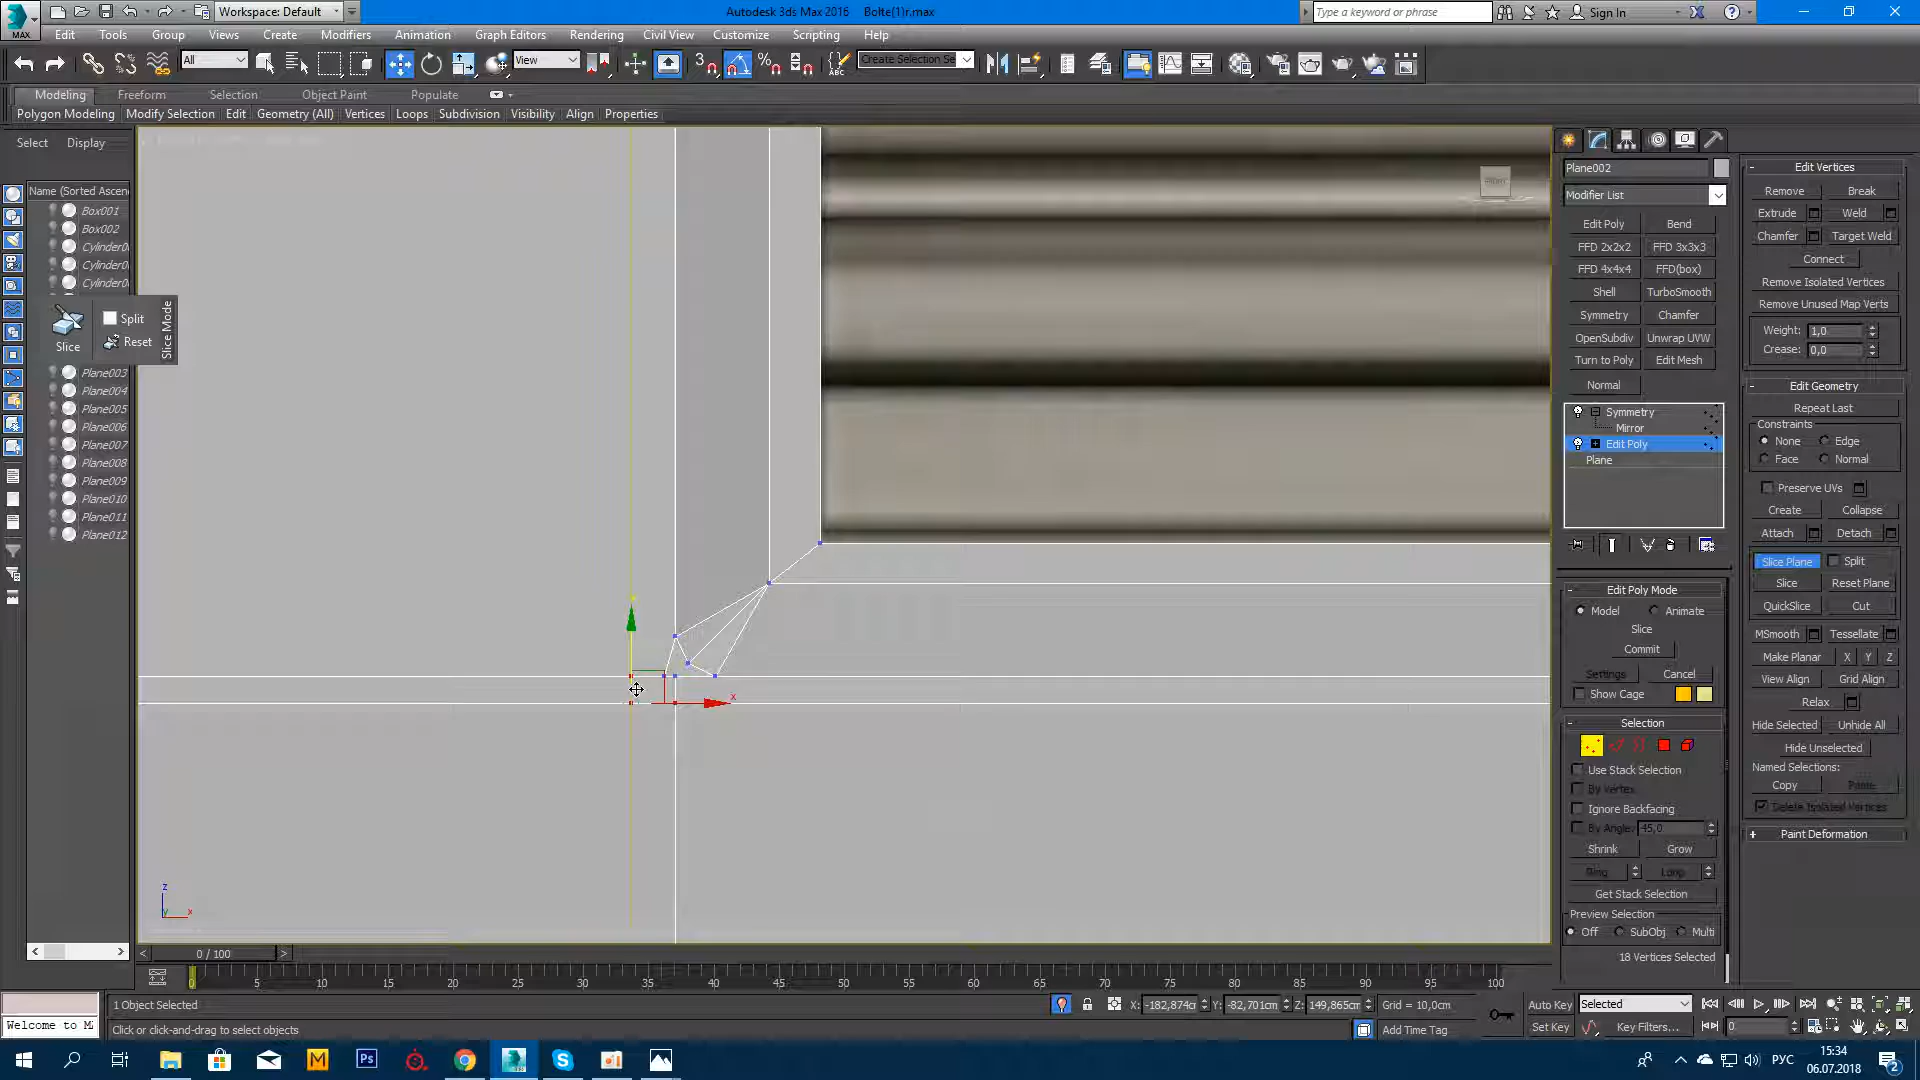 Workspace: Default
Autodesk 3ds Max 2016 Bolte(1)r.max
Type a keyword or phrase
Sign In
MAX
Edit Tools Group Views Create Modifiers Animation Graph Editors Rendering Civil View Customize Scripting Help
All
View
Create Selection Se
Modeling Freeform Selection Object Paint Populate
Polygon Modeling Modify Selection Edit Geometry (All) Vertices Loops Subdivision Visibility Align Properties
Select Display
Name (Sorted Ascen
Box001
Box002
Cylinder0
Cylinder0
Cylinder0
Slice
Split
Reset
Slice Mode
Plane003
Plane004
Plane005
Plane006
Plane007
Plane008
Plane009
Plane010
Plane011
Plane012
x
z
x
Plane002
Modifier List
Edit Poly Bend
FFD 2x2x2 FFD 3x3x3
FFD 4x4x4 FFD(box)
Shell TurboSmooth
Symmetry Chamfer
OpenSubdiv Unwrap UVW
Turn to Poly Edit Mesh
Normal
Symmetry
Mirror
Edit Poly
Plane
Edit Poly Mode
Model Animate
Slice
Commit
Settings Cancel
Show Cage
Selection
Use Stack Selection
By Vertex
Ignore Backfacing
By Angle: 45,0
Shrink Grow
Ring Loop
Get Stack Selection
Preview Selection
Off SubObj Multi
18 Vertices Selected
Edit Vertices
Remove Break
Extrude Weld
Chamfer Target Weld
Connect
Remove Isolated Vertices
Remove Unused Map Verts
Weight: 1,0
Crease: 0,0
Edit Geometry
Repeat Last
Constraints
None Edge
Face Normal
Preserve UVs
Create Collapse
Attach Detach
Slice Plane Split
Slice Reset Plane
QuickSlice Cut
MSmooth Tessellate
Make Planar X Y Z
View Align Grid Align
Relax
Hide Selected Unhide All
Hide Unselected
Named Selections:
Copy Paste
Delete Isolated Vertices
Paint Deformation
0 / 100
0 5 10 15 20 25 30 35 40 45 50 55 60 65 70 75 80 85 90 95 100
1 Object Selected
X: -182,874cm Y: -82,701cm Z: 149,865cm Grid = 10,0cm
Auto Key Selected
Welcome to M
Click or click-and-drag to select objects
Add Time Tag
Set Key Key Filters... 0
РУС
15:34
06.07.2018
2